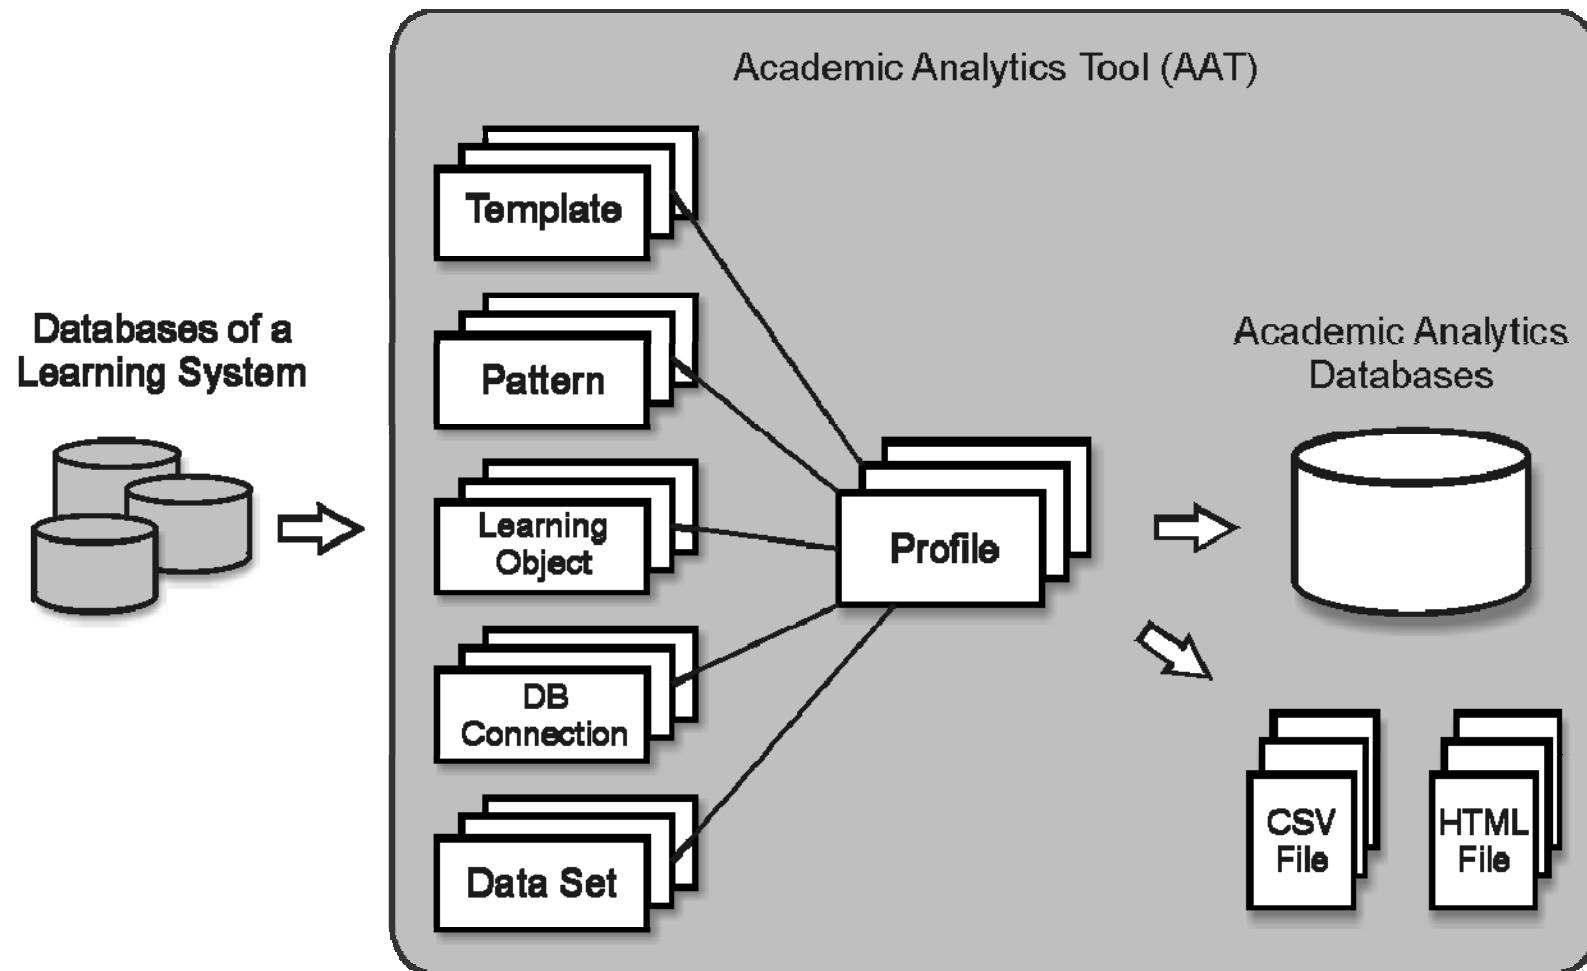 Academic Analytics Tool (AAT)
Template
Databases of a
Learning System
Pattern
Learning
Object
DB
Connection
Data Set
Profile
Academic Analytics
Databases
CSV
File
HTML
File